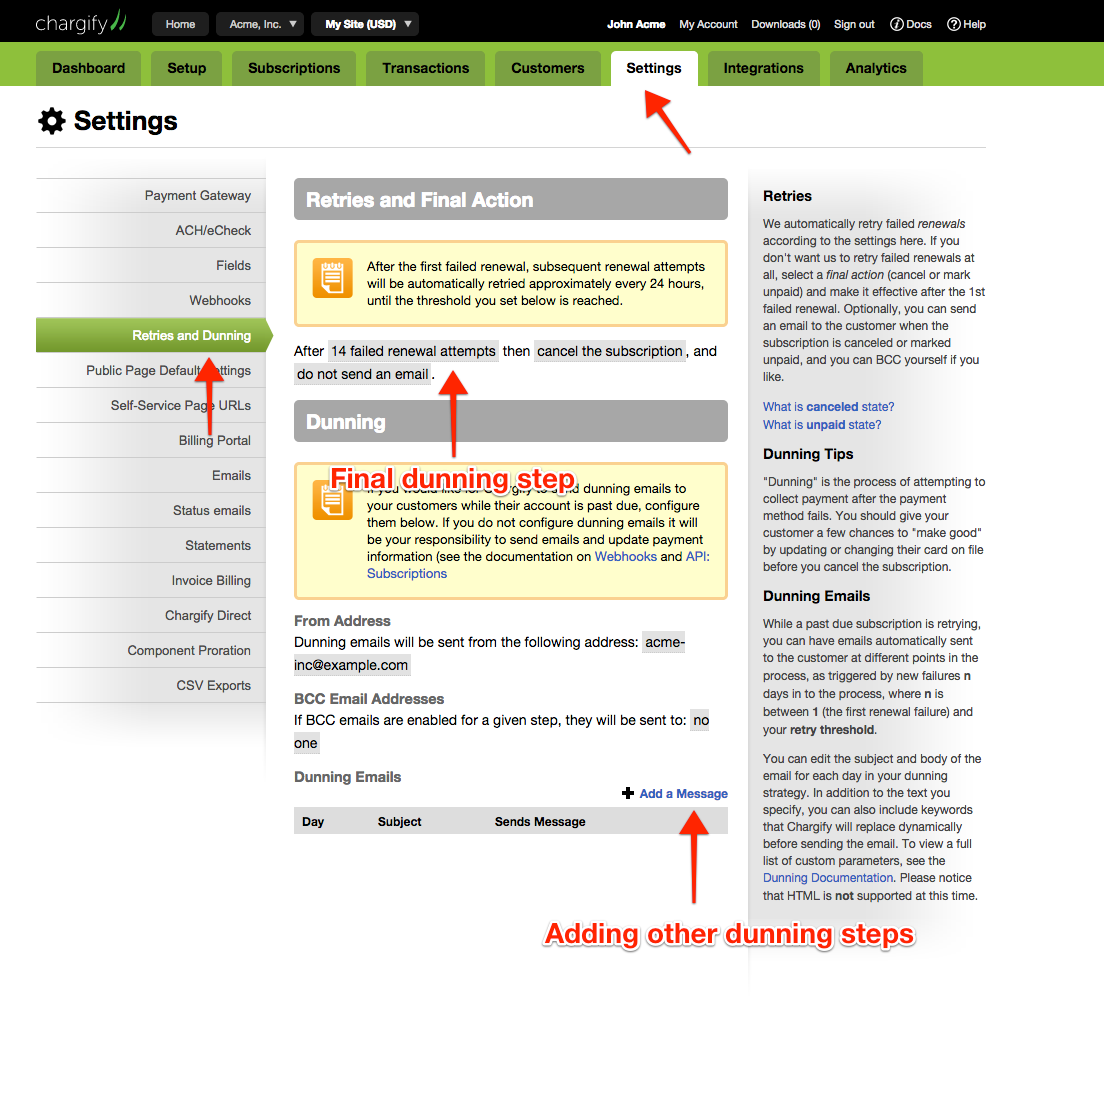 chargify
Home
Acme, Inc.
My Site (USD)
John Acme
My Account
Downloads (0)
Sign out
Docs
Help
Dashboard
Setup
Subscriptions
Transactions
Customers
Settings
Integrations
Analytics
Settings
Payment Gateway
ACH/eCheck
Fields
Webhooks
Retries and Dunning
Public Page Default Settings
Self-Service Page URLs
Billing Portal
Emails
Status emails
Statements
Invoice Billing
Chargify Direct
Component Proration
CSV Exports
Retries and Final Action
After the first failed renewal, subsequent renewal attempts
will be automatically retried approximately every 24 hours,
until the threshold you set below is reached.
After 14 failed renewal attempts then cancel the subscription , and
do not send an email .
Dunning
Final dunning step
If you would like for Chargify to send dunning emails to
your customers while their account is past due, configure
them below. If you do not configure dunning emails it will
be your responsibility to send emails and update payment
information (see the documentation on Webhooks and API:
Subscriptions
From Address
Dunning emails will be sent from the following address: acme-
inc@example.com
BCC Email Addresses
If BCC emails are enabled for a given step, they will be sent to: no
one
Dunning Emails
Add a Message
Day Subject Sends Message
Adding other dunning steps
Retries
We automatically retry failed renewals
according to the settings here. If you
don't want us to retry failed renewals at
all, select a final action (cancel or mark
unpaid) and make it effective after the 1st
failed renewal. Optionally, you can send
an email to the customer when the
subscription is canceled or marked
unpaid, and you can BCC yourself if you
like.
What is canceled state?
What is unpaid state?
Dunning Tips
"Dunning" is the process of attempting to
collect payment after the payment
method fails. You should give your
customer a few chances to "make good"
by updating or changing their card on file
before you cancel the subscription.
Dunning Emails
While a past due subscription is retrying,
you can have emails automatically sent
to the customer at different points in the
process, as triggered by new failures n
days in to the process, where n is
between 1 (the first renewal failure) and
your retry threshold.
You can edit the subject and body of the
email for each day in your dunning
strategy. In addition to the text you
specify, you can also include keywords
that Chargify will replace dynamically
before sending the email. To view a full
list of custom parameters, see the
Dunning Documentation. Please notice
that HTML is not supported at this time.